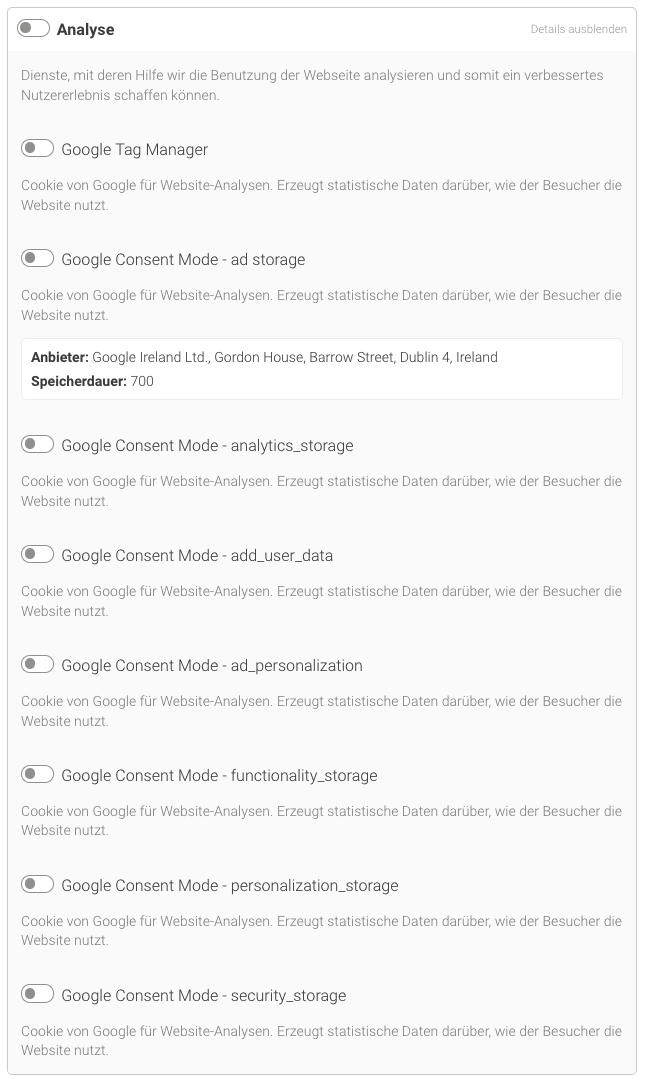 Analyse
Details ausblenden
Dienste, mit deren Hilfe wir die Benutzung der Webseite analysieren und somit ein verbessertes
Nutzererlebnis schaffen können.
Google Tag Manager
Cookie von Google für Website-Analysen. Erzeugt statistische Daten darüber, wie der Besucher die
Website nutzt.
Google Consent Mode - ad storage
Cookie von Google für Website-Analysen. Erzeugt statistische Daten darüber, wie der Besucher die
Website nutzt.
Anbieter: Google Ireland Ltd., Gordon House, Barrow Street, Dublin 4, Ireland
Speicherdauer: 700
Google Consent Mode - analytics_storage
Cookie von Google für Website-Analysen. Erzeugt statistische Daten darüber, wie der Besucher die
Website nutzt.
Google Consent Mode - add_user_data
Cookie von Google für Website-Analysen. Erzeugt statistische Daten darüber, wie der Besucher die
Website nutzt.
Google Consent Mode - ad_personalization
Cookie von Google für Website-Analysen. Erzeugt statistische Daten darüber, wie der Besucher die
Website nutzt.
Google Consent Mode - functionality_storage
Cookie von Google für Website-Analysen. Erzeugt statistische Daten darüber, wie der Besucher die
Website nutzt.
Google Consent Mode - personalization_storage
Cookie von Google für Website-Analysen. Erzeugt statistische Daten darüber, wie der Besucher die
Website nutzt.
Google Consent Mode - security_storage
Cookie von Google für Website-Analysen. Erzeugt statistische Daten darüber, wie der Besucher die
Website nutzt.